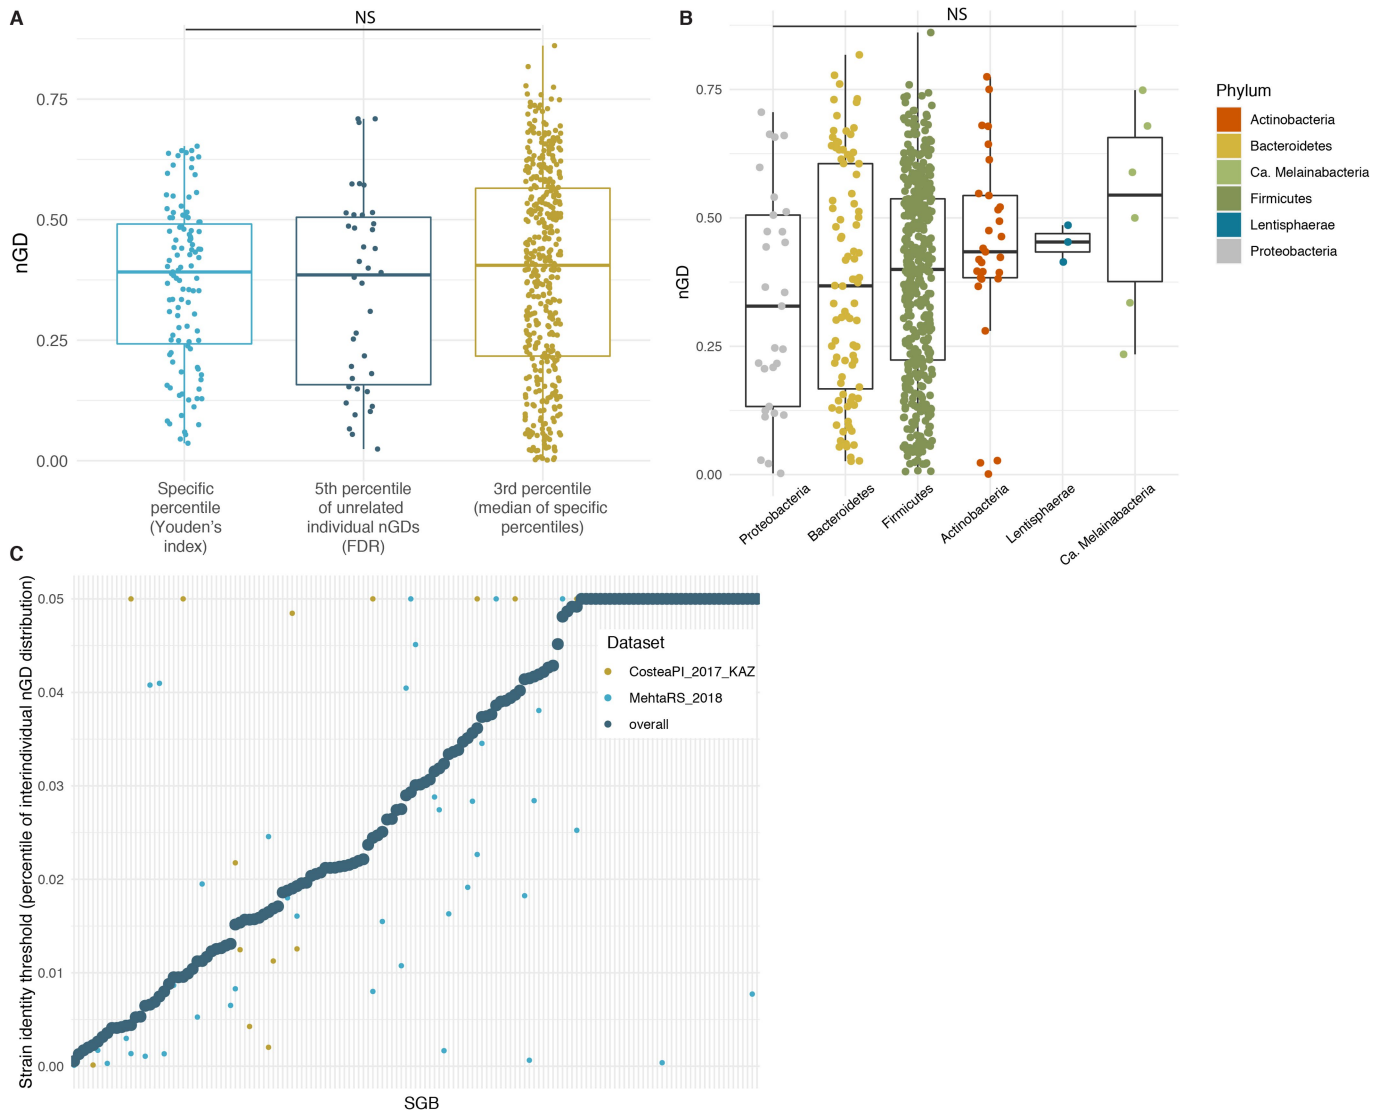 A
NS
nGD
0.75
0.50
0.25
0.00
Specific
percentile
(Youden’s
index)
5th percentile
of unrelated
individual nGDs
(FDR)
3rd percentile
(median of specific
percentiles)
B
NS
nGD
0.75
0.50
0.25
0.00
Proteobacteria
Bacteroidetes
Firmicutes
Actinobacteria
Lentisphaerae
Ca. Melainabacteria
Phylum
Actinobacteria
Bacteroidetes
Ca. Melainabacteria
Firmicutes
Lentisphaerae
Proteobacteria
C
Strain identity threshold (percentile of interindividual nGD distribution)
0.05
0.04
0.03
0.02
0.01
0.00
Dataset
CosteaPI_2017_KAZ
MehtaRS_2018
overall
SGB